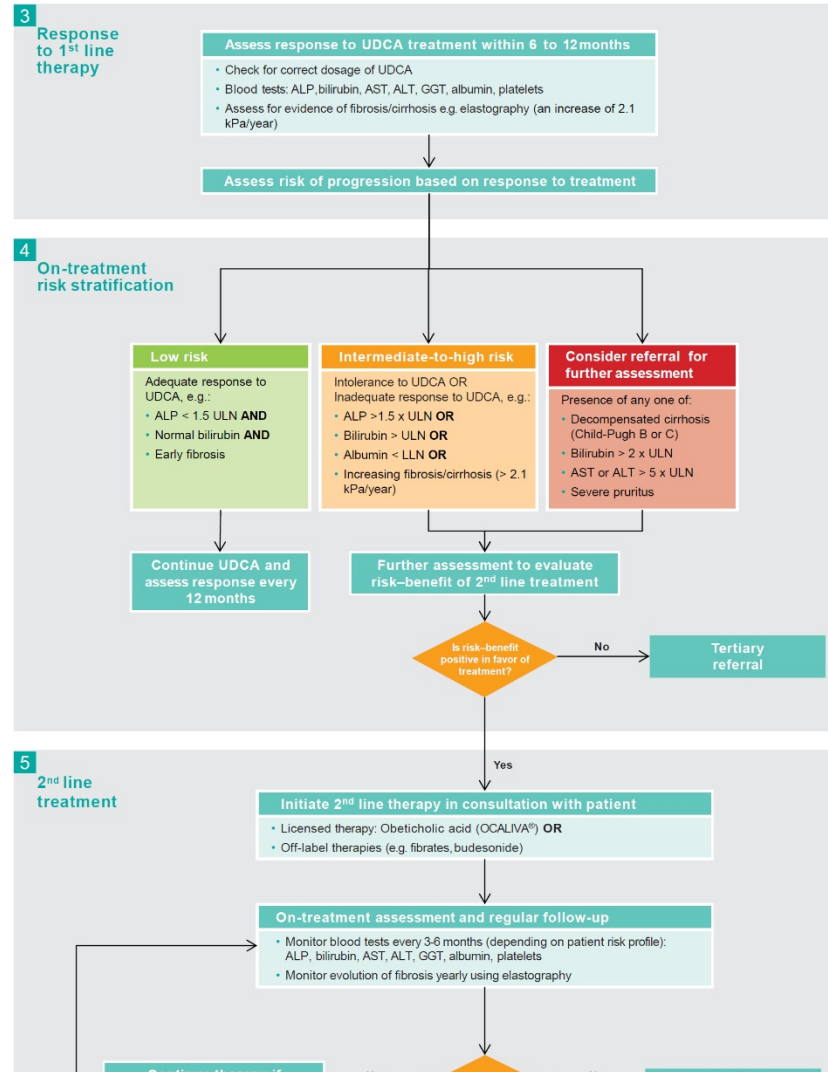 3
Response
to 1st line
therapy
Assess response to UDCA treatment within 6 to 12months
• Check for correct dosage of UDCA
• Blood tests: ALP,bilirubin, AST, ALT, GGT, albumin, platelets
• Assess for evidence of fibrosis/cirrhosis e.g. elastography (an increase of 2.1
kPa/year)
Assess risk of progression based on response to treatment
4
On-treatment
risk stratification
Low risk
Adequate response to
UDCA, e.g.:
• ALP < 1.5 ULN AND
• Normal bilirubin AND
• Early fibrosis
Intermediate-to-high risk
Intolerance to UDCA OR
Inadequate response to UDCA, e.g.:
• ALP >1.5 x ULN OR
• Bilirubin > ULN OR
• Albumin < LLN OR
• Increasing fibrosis/cirrhosis (> 2.1
kPa/year)
Consider referral for
further assessment
Presence of any one of:
• Decompensated cirrhosis
(Child-Pugh B or C)
• Bilirubin > 2 x ULN
• AST or ALT > 5 x ULN
• Severe pruritus
Continue UDCA and
assess response every
12 months
Further assessment to evaluate
risk–benefit of 2nd line treatment
Is risk–benefit
positive in favor of
treatment?
No
Tertiary
referral
Yes
5
2nd line
treatment
Initiate 2nd line therapy in consultation with patient
• Licensed therapy: Obeticholic acid (OCALIVA®) OR
• Off-label therapies (e.g. fibrates, budesonide)
On-treatment assessment and regular follow-up
• Monitor blood tests every 3-6 months (depending on patient risk profile):
ALP, bilirubin, AST, ALT, GGT, albumin, platelets
• Monitor evolution of fibrosis yearly using elastography